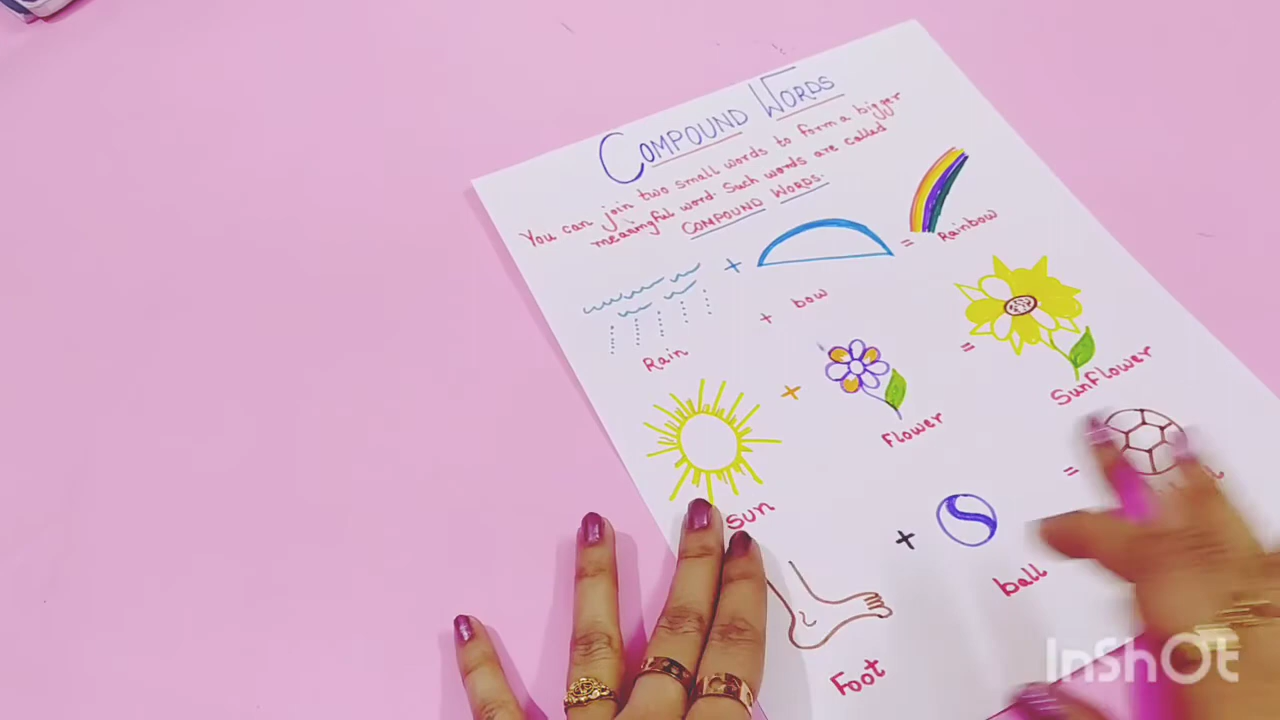 COMPOUND WORDS
You can join two small words to form a bigger
meaningful word. Such words are called
COMPOUND WORDS.
+ =
Rain + bow Rainbow
+ =
Sun Flower SunFlower
+ =
Foot ball
InShOt